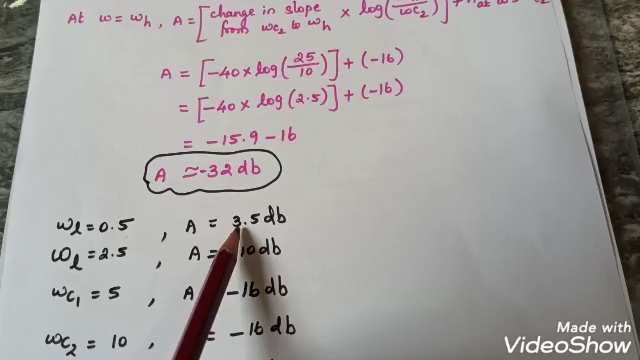 At ω = ωh, A = [change in slope from ωc2 to ωh × log( /ωc2)] + at
A = [-40 × log(25/10)] + (-16)
= [-40 × log(2.5)] + (-16)
= -15.9 - 16
A ≃ -32 db
ωl = 0.5 , A = 3.5 db
ωl = 2.5 , A = 10 db
ωc1 = 5 , A -16 db
ωc2 = 10 , = -16 db
Made with
VideoShow